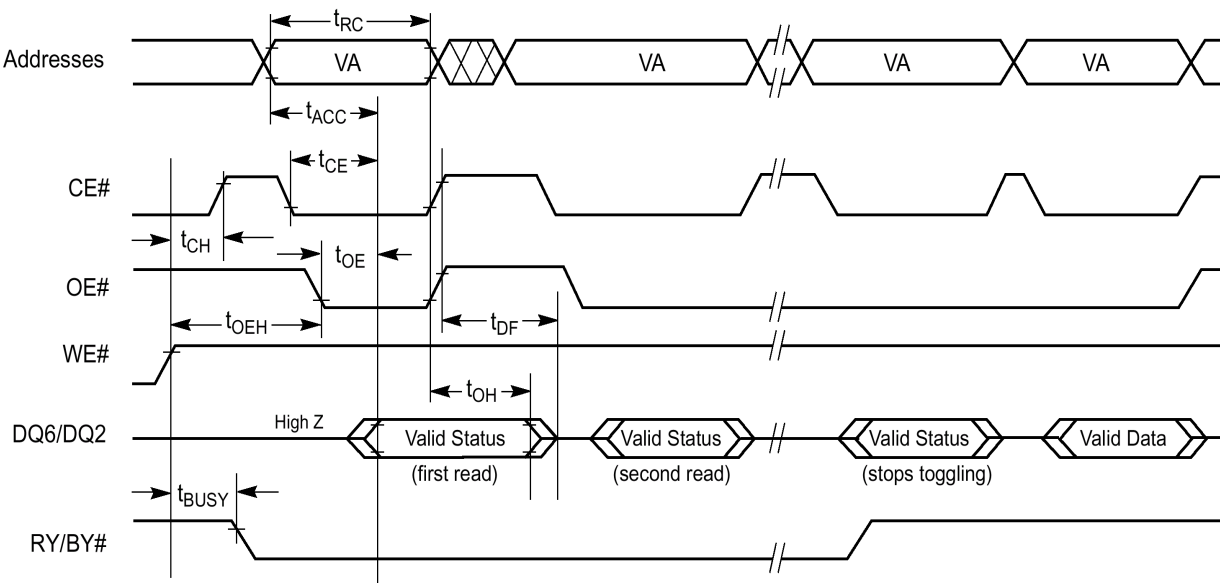 tRC
Addresses VA VA VA VA
tACC
tCE
CE#
tCH
tOE
OE#
tOEH tDF
WE#
tOH
High Z
DQ6/DQ2 Valid Status Valid Status Valid Status Valid Data
(first read) (second read) (stops toggling)
tBUSY
RY/BY#